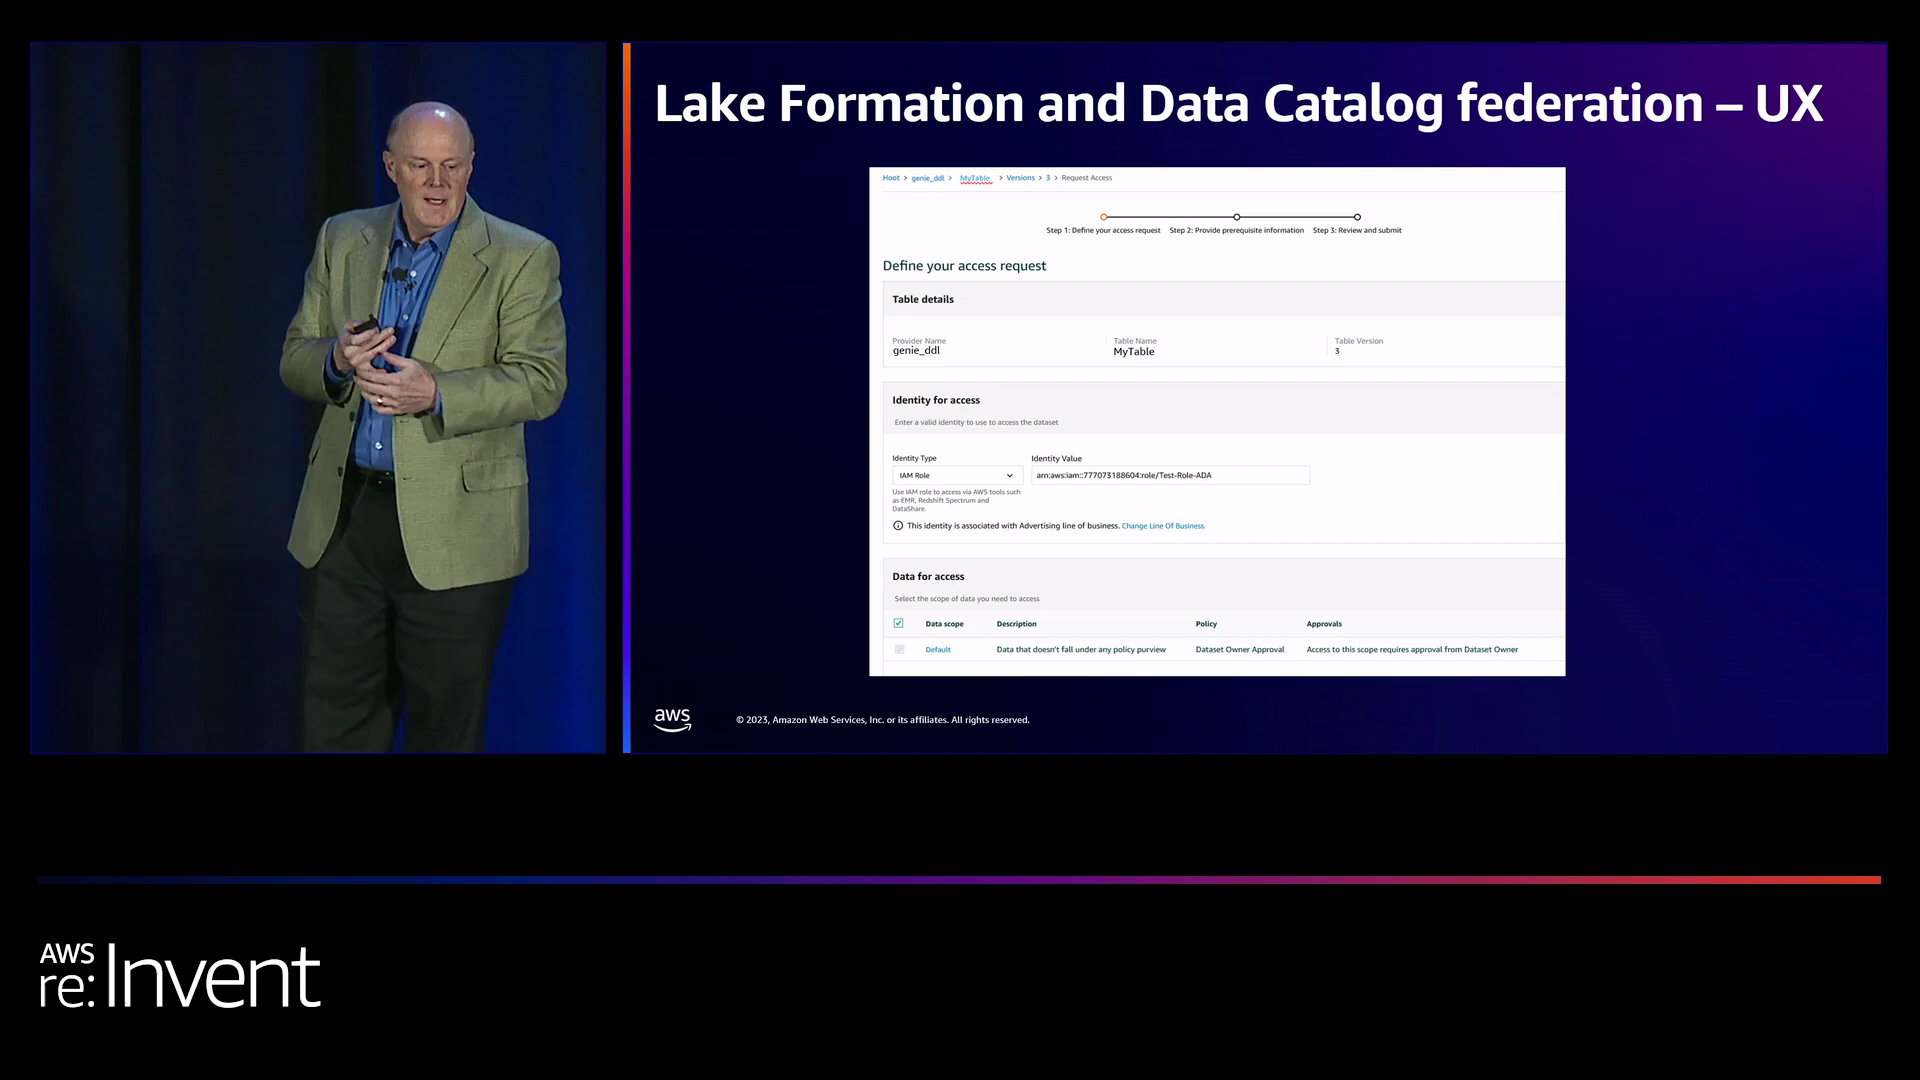 Lake Formation and Data Catalog federation – UX
Hoot > genie_ddl > MyTable > Versions > 3 > Request Access
Step 1: Define your access request Step 2: Provide prerequisite information Step 3: Review and submit
Define your access request
Table details
Provider Name Table Name Table Version
genie_ddl MyTable 3
Identity for access
Enter a valid identity to use to access the dataset
Identity Type Identity Value
IAM Role arn:aws:iam::777073188604:role/Test-Role-ADA
Use IAM role to access via AWS tools such
as EMR, Redshift Spectrum and
DataShare.
This identity is associated with Advertising line of business. Change Line Of Business.
Data for access
Select the scope of data you need to access
Data scope Description Policy Approvals
Default Data that doesn't fall under any policy purview Dataset Owner Approval Access to this scope requires approval from Dataset Owner
aws © 2023, Amazon Web Services, Inc. or its affiliates. All rights reserved.
AWS
re:Invent